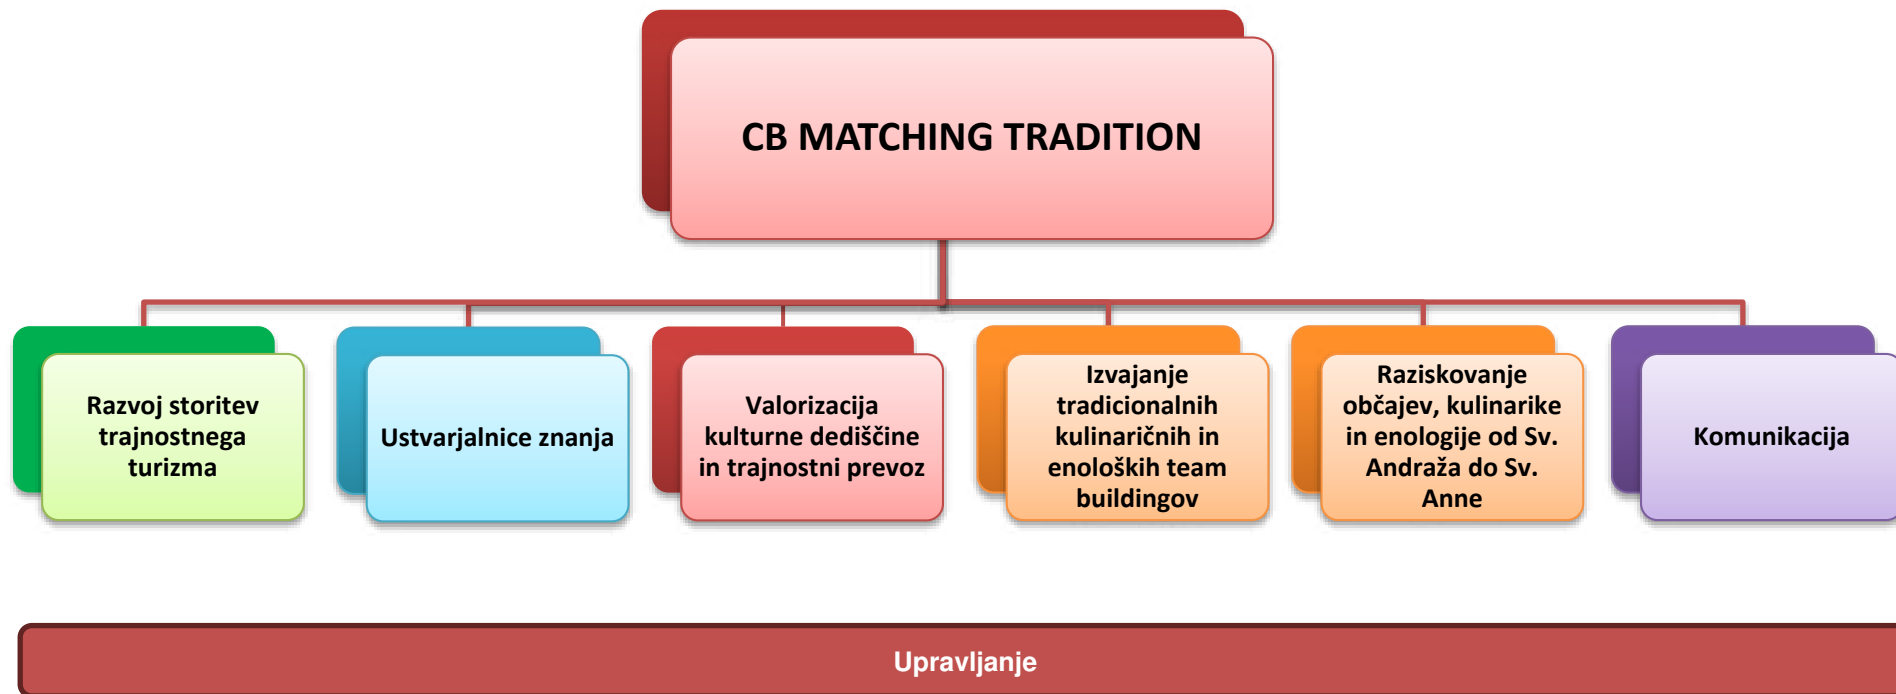 CB MATCHING TRADITION
Razvoj storitev
trajnostnega
turizma
Ustvarjalnice znanja
Valorizacija
kulturne dediščine
in trajnostni prevoz
Izvajanje
tradicionalnih
kulinaričnih in
enoloških team
buildingov
Raziskovanje
običajev, kulinarike
in enologije od Sv.
Andraža do Sv.
Anne
Komunikacija
Upravljanje